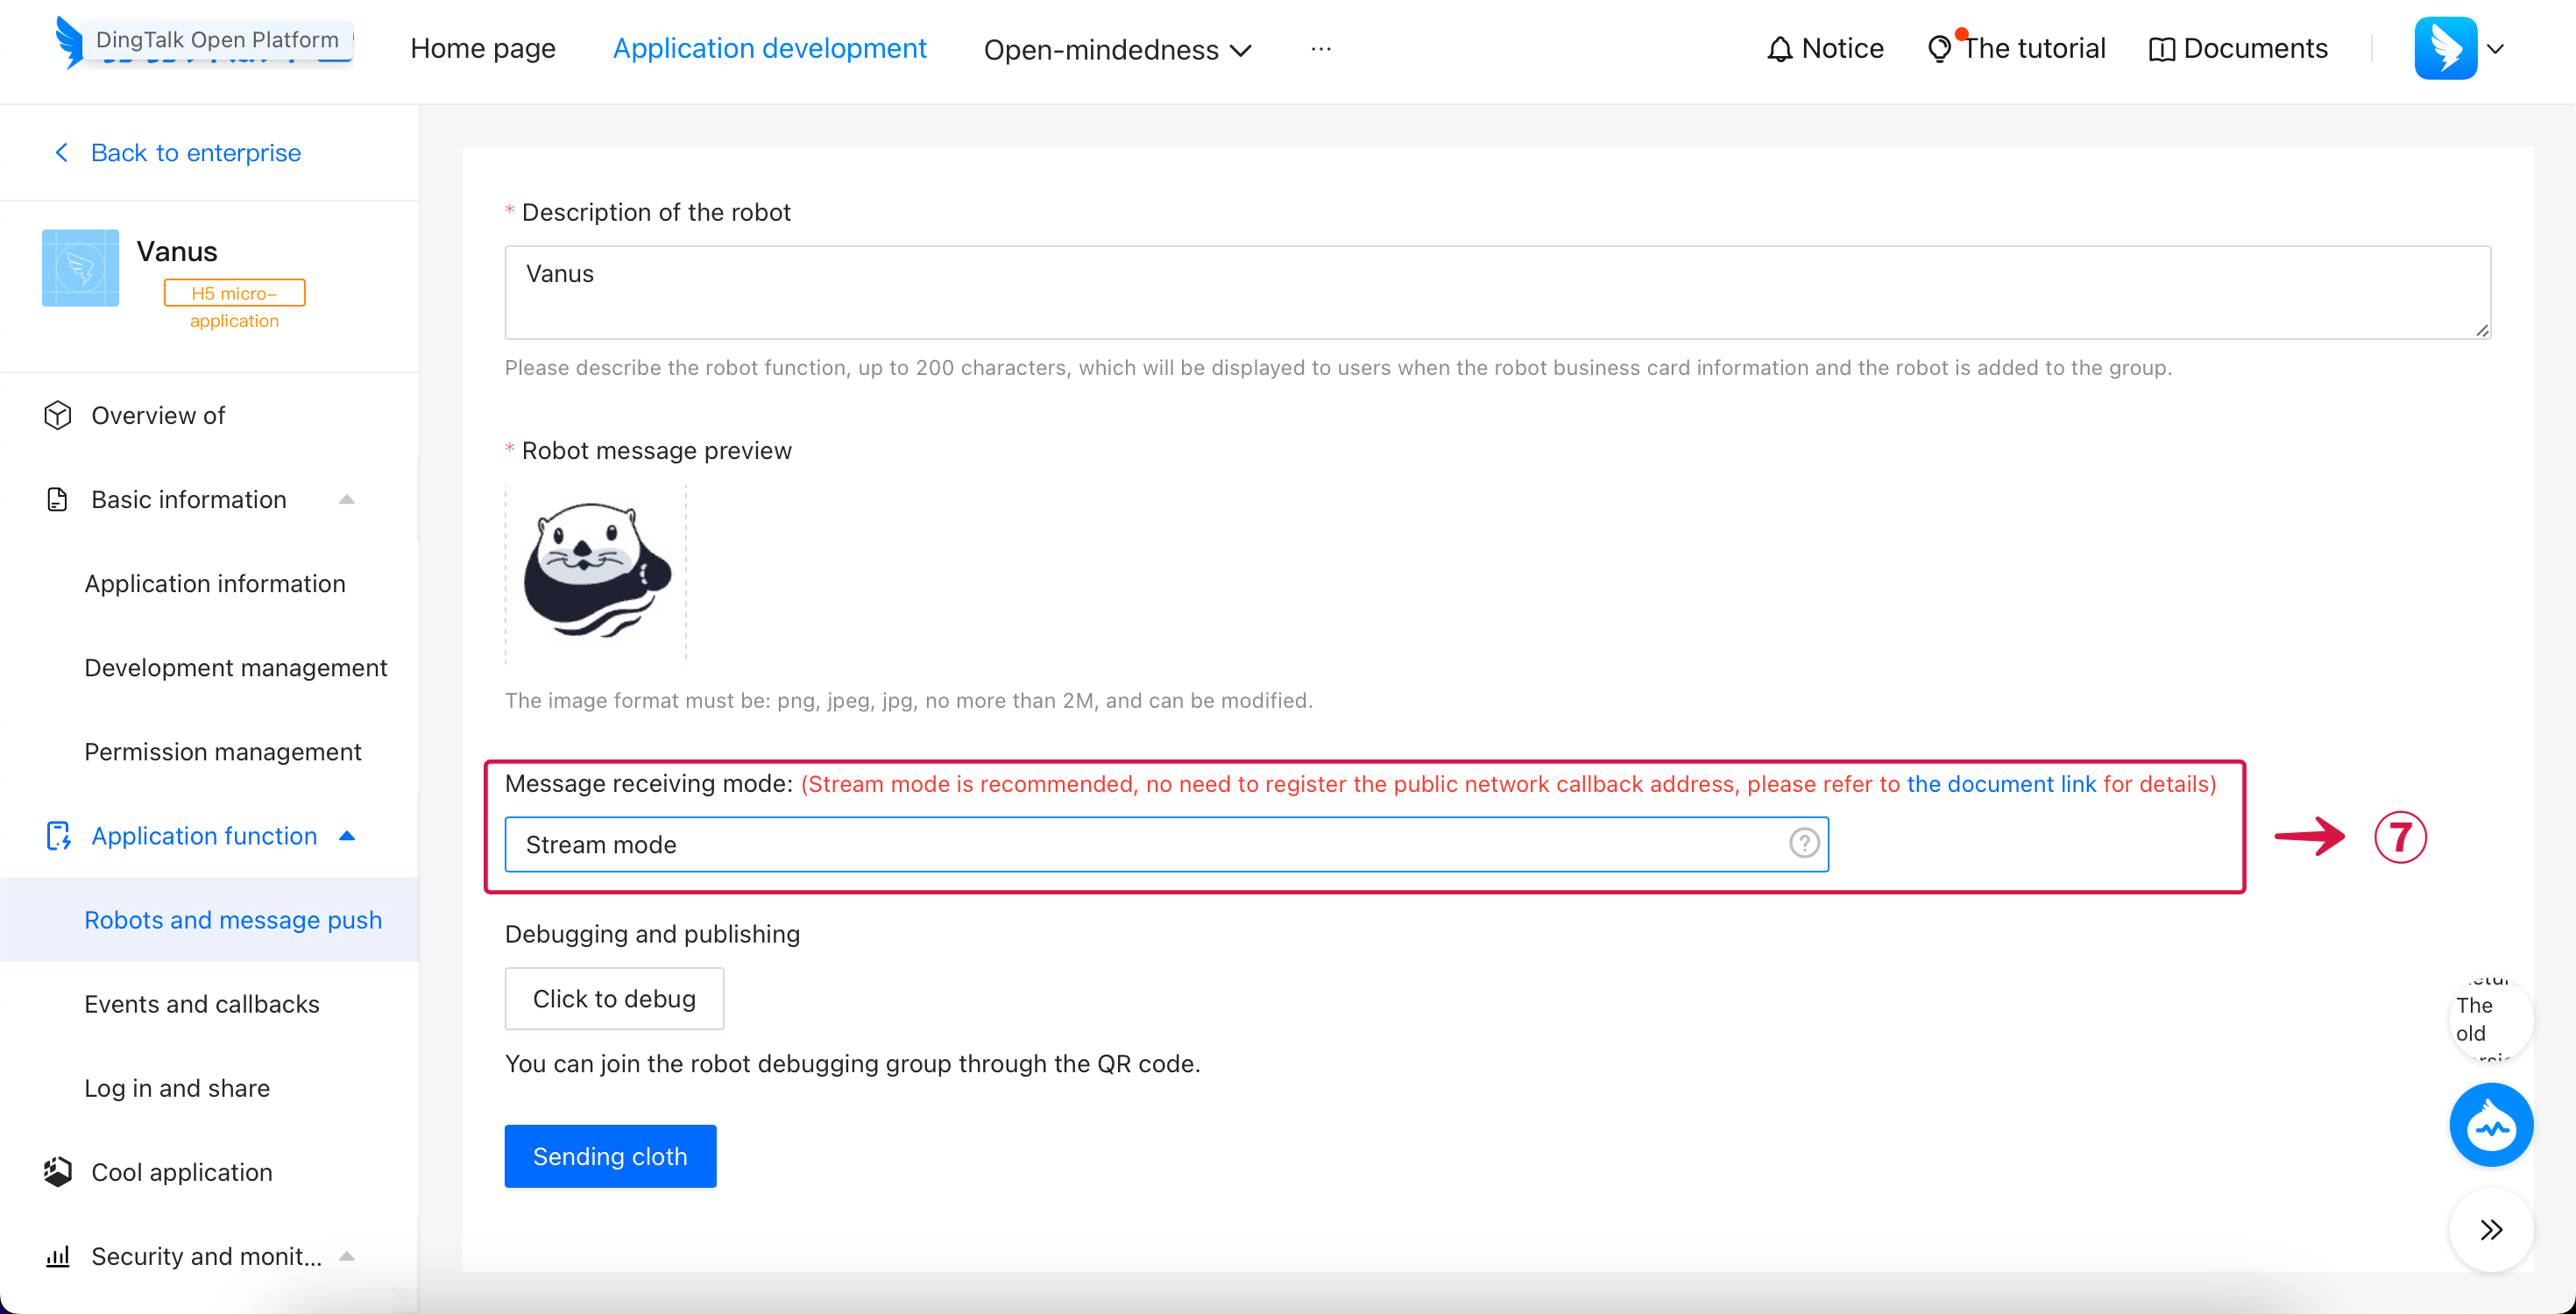 DingTalk Open Platform
Home page
Application development
Open-mindedness
...
Notice
The tutorial
Documents
Back to enterprise
Vanus
H5 micro-
application
Overview of
Basic information
Application information
Development management
Permission management
Application function
Robots and message push
Events and callbacks
Log in and share
Cool application
Security and monit...
* Description of the robot
Vanus
Please describe the robot function, up to 200 characters, which will be displayed to users when the robot business card information and the robot is added to the group.
* Robot message preview
The image format must be: png, jpeg, jpg, no more than 2M, and can be modified.
Message receiving mode: (Stream mode is recommended, no need to register the public network callback address, please refer to the document link for details)
Stream mode
?
7
Debugging and publishing
Click to debug
You can join the robot debugging group through the QR code.
Sending cloth
The
old